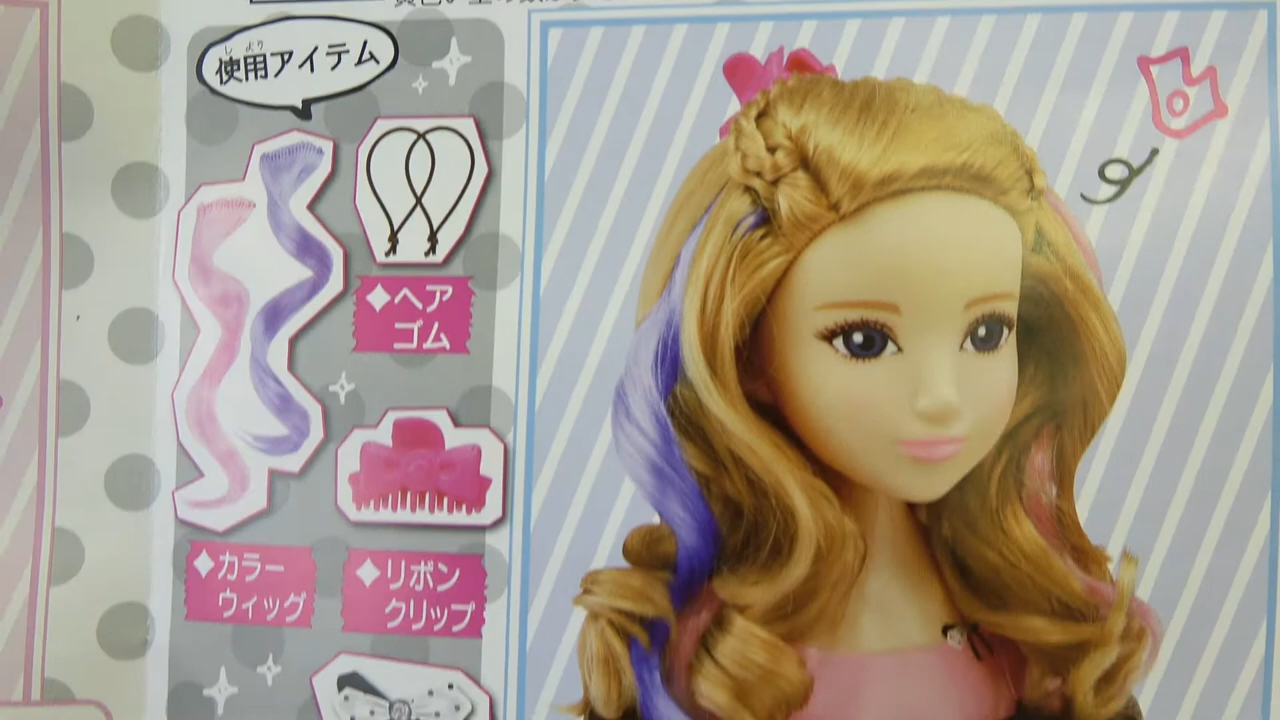 使用アイテム
◆ヘア
ゴム
◆カラー
ウィッグ
◆リボン
クリップ